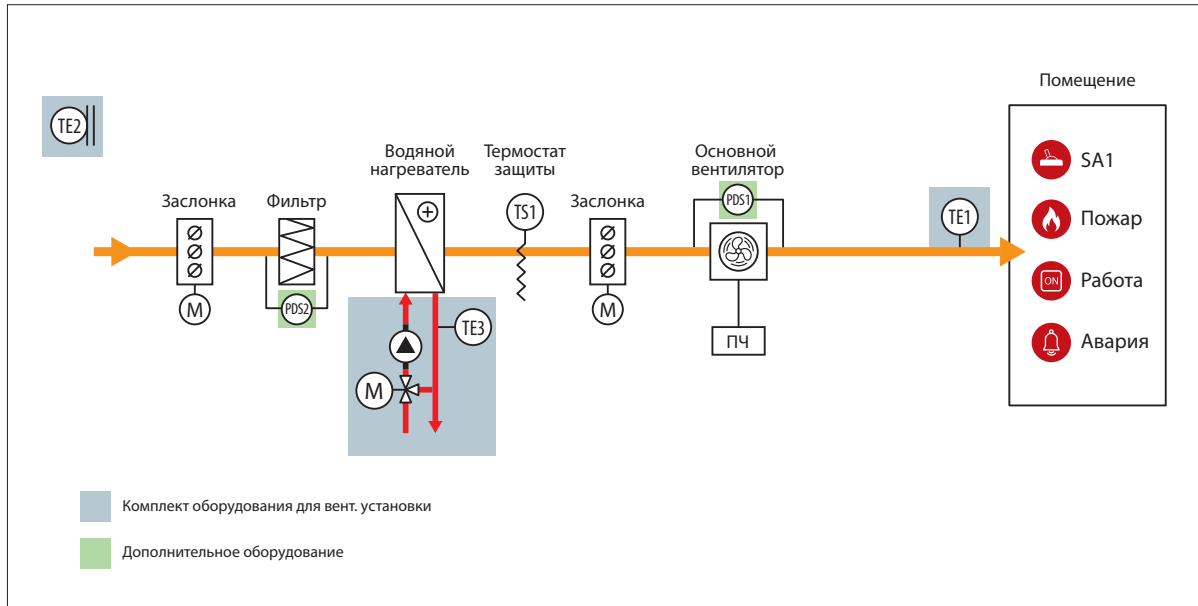 Помещение
TE2
Водяной
нагреватель
Термостат
защиты
Основной
вентилятор
SA1
Заслонка
Фильтр
TS1
Заслонка
PDS1
TE1
Пожар
Работа
ON
M
PDS2
M
TE3
ПЧ
Авария
M
Комплект оборудования для вент. установки
Дополнительное оборудование